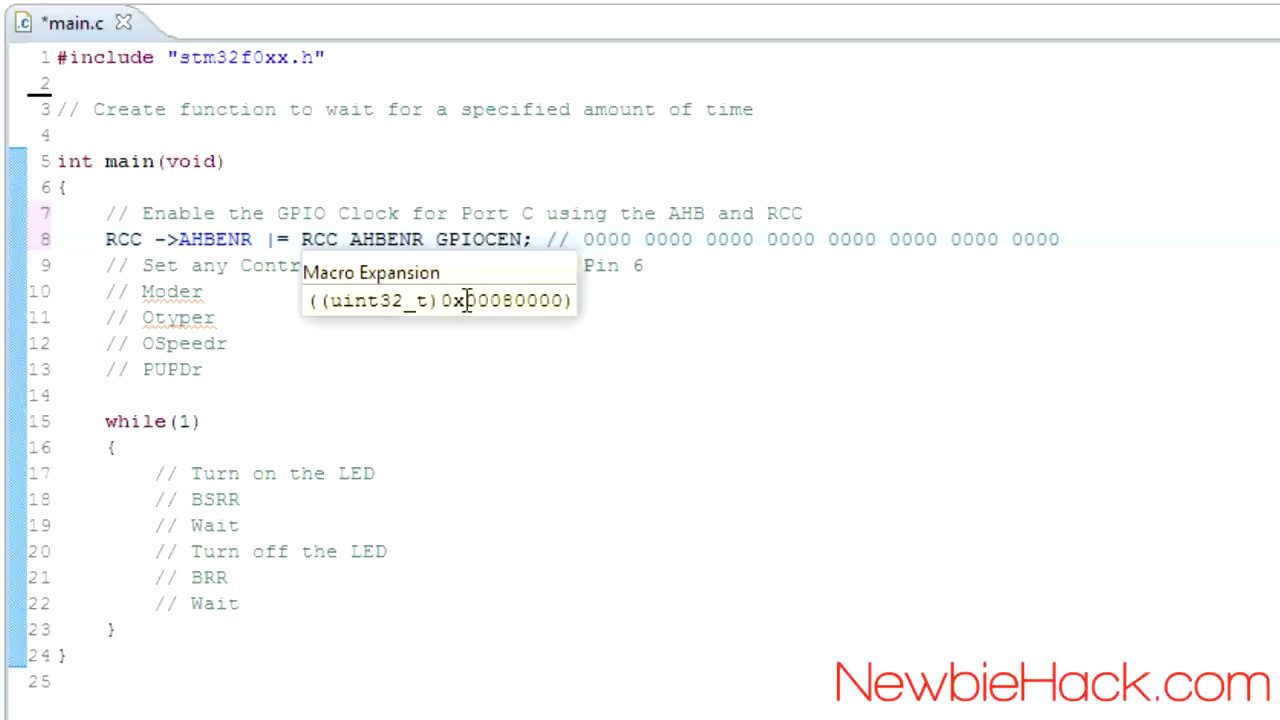 *main.c
1 #include "stm32f0xx.h"
2
3 // Create function to wait for a specified amount of time
4
5 int main(void)
6 {
7 // Enable the GPIO Clock for Port C using the AHB and RCC
8 RCC ->AHBENR |= RCC_AHBENR_GPIOCEN; // 0000 0000 0000 0000 0000 0000 0000 0000
9 // Set any Contr Pin 6
Macro Expansion
((uint32_t)0x00080000)
10 // Moder
11 // Otyper
12 // OSpeedr
13 // PUPDr
14
15 while(1)
16 {
17 // Turn on the LED
18 // BSRR
19 // Wait
20 // Turn off the LED
21 // BRR
22 // Wait
23 }
24 }
25
NewbieHack.com